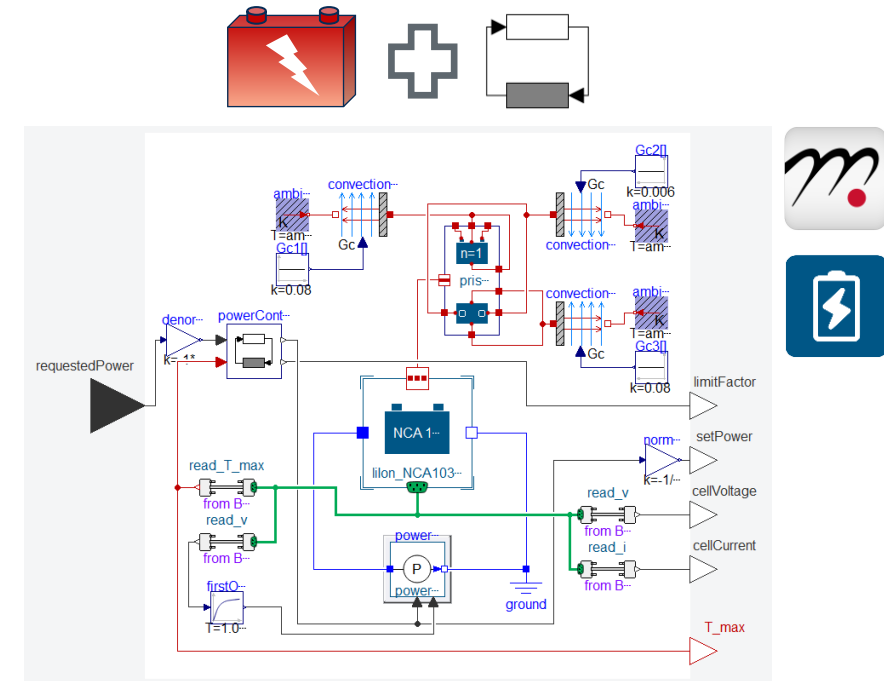 Gc2[]
convection···
ambi···
Gc
K
T=am···
Gc1[]
k=0.08
Gc
k=0.006
ambi···
K
T=am···
convection···
n=1
pris···
convection···
ambi···
K
T=am···
Gc
Gc3[]
k=0.08
denor···
k=-1*
powerCont···
requestedPower
limitFactor
NCA 1···
lilon_NCA103···
setPower
norm···
k=-1/···
read_T_max
from B···
read_v
from B···
cellVoltage
read_v
from B···
cellCurrent
read_i
from B···
power···
P
power···
ground
firstO···
T=1.0···
T_max